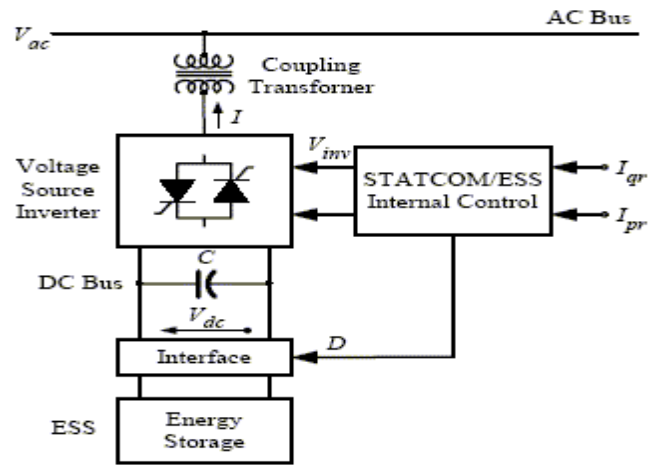 AC Bus
V_ac
Coupling
Transforner
I
Voltage
Source
Inverter
V_inv
STATCOM/ESS
Internal Control
I_qr
I_pr
DC Bus
C
V_dc
Interface
D
ESS
Energy
Storage